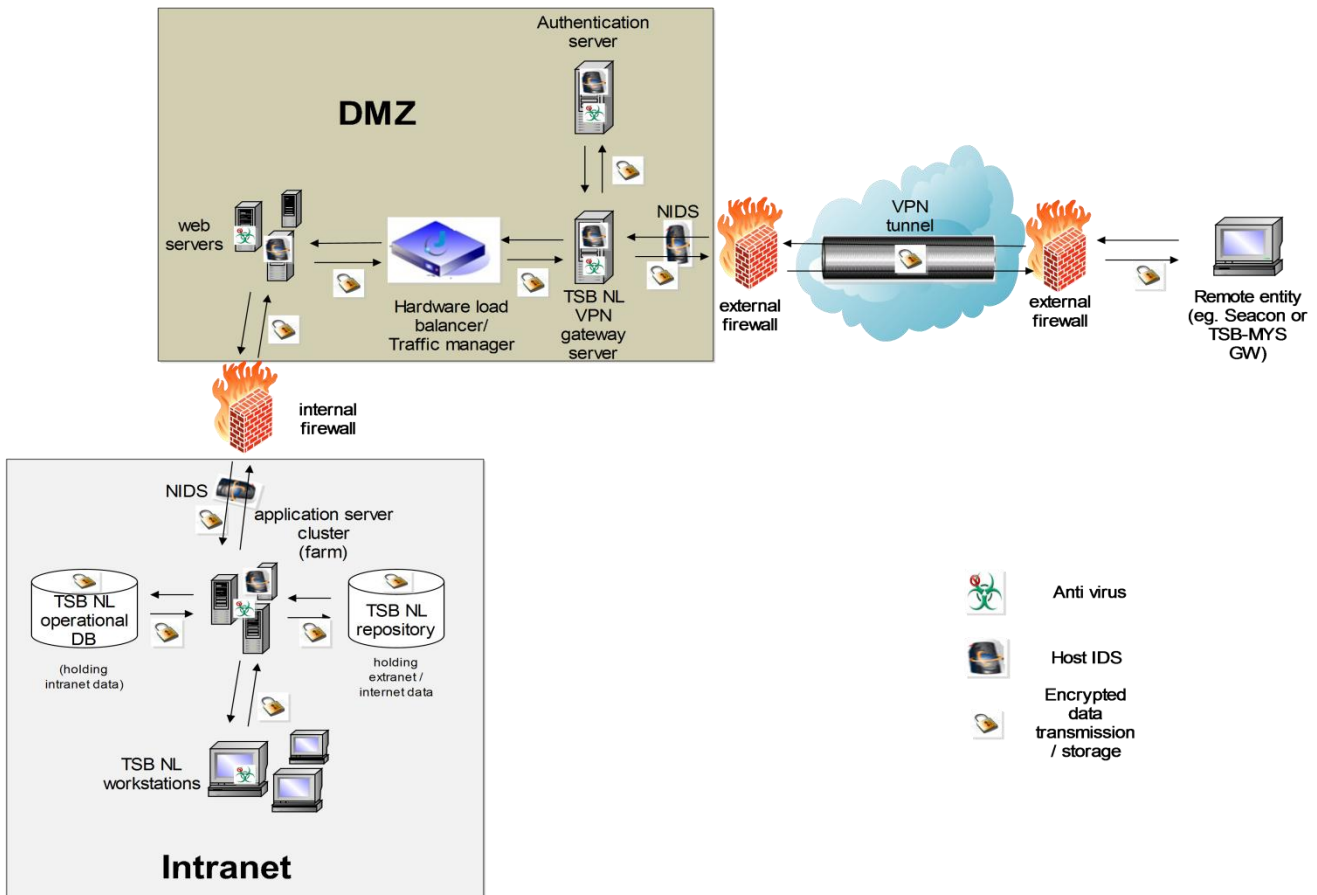 Authentication
server
DMZ
web
servers
NIDS
Hardware load
balancer/
Traffic manager
TSB NL
VPN
gateway
server
external
firewall
VPN
tunnel
external
firewall
Remote entity
(eg. Seacon or
TSB-MYS
GW)
internal
firewall
NIDS
application server
cluster
(farm)
TSB NL
operational
DB
(holding
intranet data)
TSB NL
repository
holding
extranet /
internet data
TSB NL
workstations
Intranet
Anti virus
Host IDS
Encrypted
data
transmission
/ storage